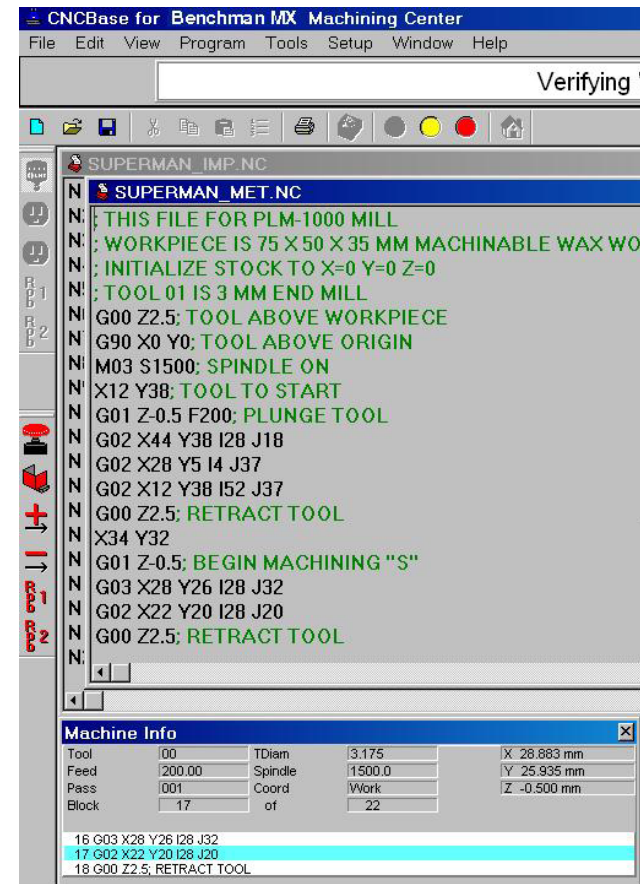 CNCBase for Benchman MX Machining Center
File Edit View Program Tools Setup Window Help
Verifying
SUPERMAN_IMP.NC
SUPERMAN_MET.NC
; THIS FILE FOR PLM-1000 MILL
; WORKPIECE IS 75 X 50 X 35 MM MACHINABLE WAX WO
; INITIALIZE STOCK TO X=0 Y=0 Z=0
; TOOL 01 IS 3 MM END MILL
G00 Z2.5; TOOL ABOVE WORKPIECE
G90 X0 Y0; TOOL ABOVE ORIGIN
M03 S1500; SPINDLE ON
X12 Y38; TOOL TO START
G01 Z-0.5 F200; PLUNGE TOOL
G02 X44 Y38 I28 J18
G02 X28 Y5 I4 J37
G02 X12 Y38 I52 J37
G00 Z2.5; RETRACT TOOL
X34 Y32
G01 Z-0.5; BEGIN MACHINING "S"
G03 X28 Y26 I28 J32
G02 X22 Y20 I28 J20
G00 Z2.5; RETRACT TOOL
Machine Info
Tool 00 TDiam 3.175 X 28.883 mm
Feed 200.00 Spindle 1500.0 Y 25.935 mm
Pass 001 Coord Work Z -0.500 mm
Block 17 of 22
16 G03 X28 Y26 I28 J32
17 G02 X22 Y20 I28 J20
18 G00 Z2.5; RETRACT TOOL